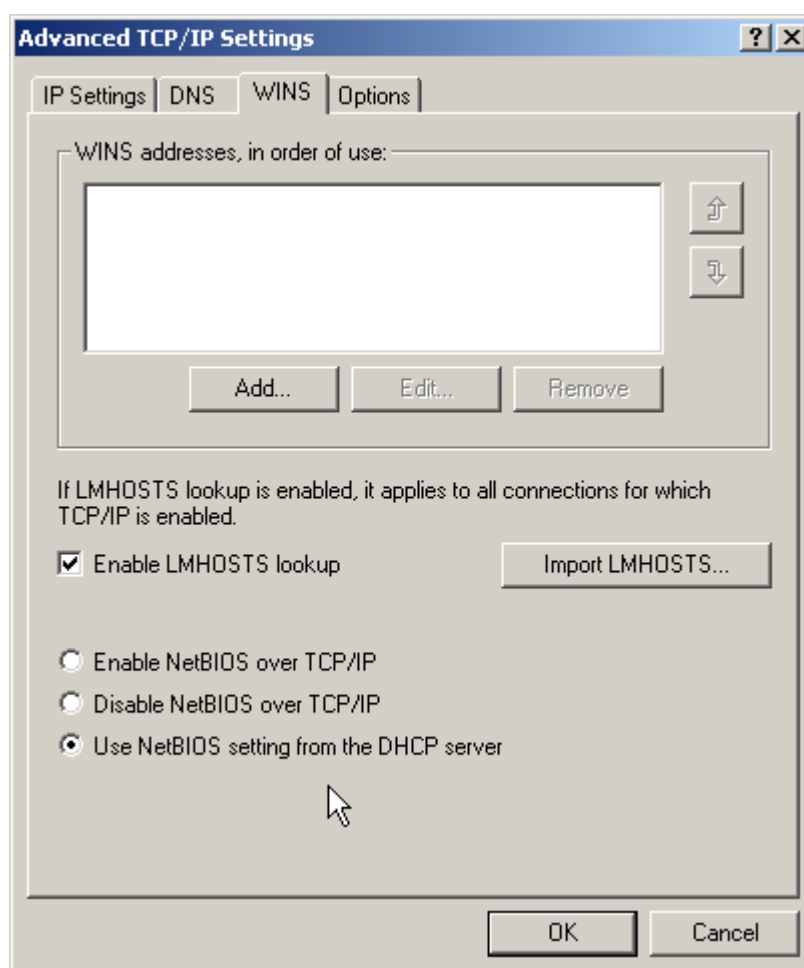 Advanced TCP/IP Settings
IP Settings DNS WINS Options
WINS addresses, in order of use:
Add... Edit... Remove
If LMHOSTS lookup is enabled, it applies to all connections for which
TCP/IP is enabled.
Enable LMHOSTS lookup Import LMHOSTS...
Enable NetBIOS over TCP/IP
Disable NetBIOS over TCP/IP
Use NetBIOS setting from the DHCP server
OK Cancel